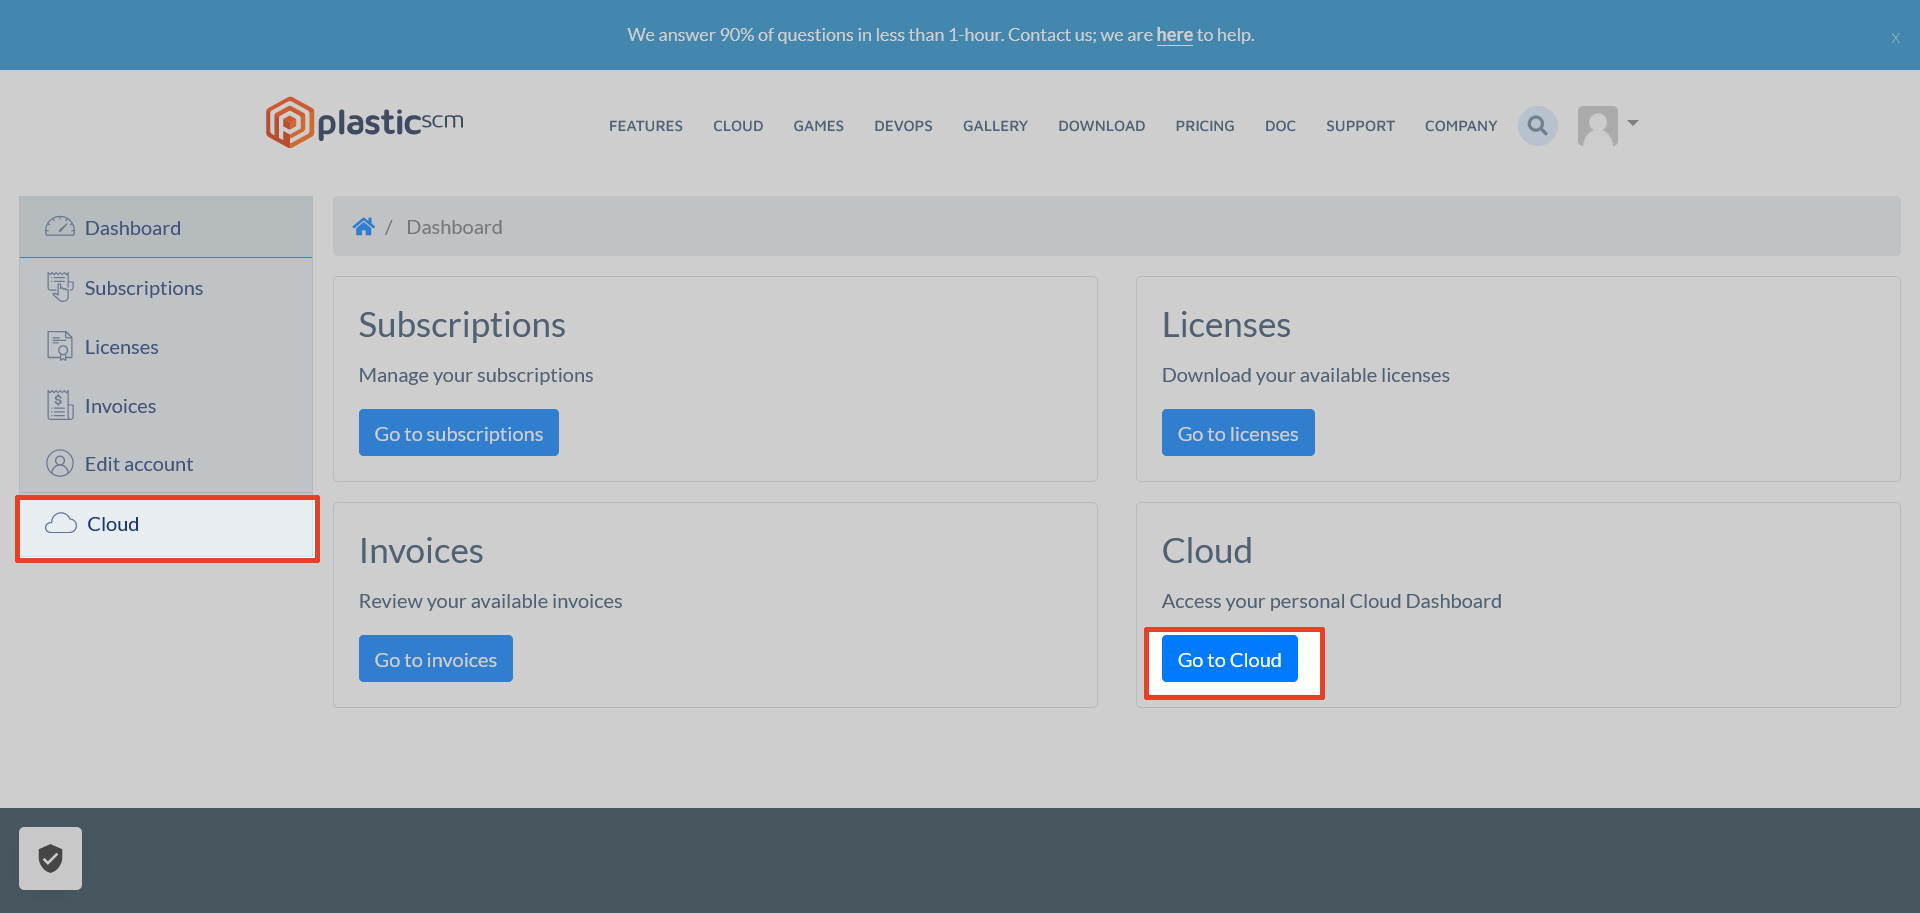 We answer 90% of questions in less than 1-hour. Contact us; we are here to help.
x
plasticscm
FEATURES
CLOUD
GAMES
DEVOPS
GALLERY
DOWNLOAD
PRICING
DOC
SUPPORT
COMPANY
Dashboard
Subscriptions
Licenses
Invoices
Edit account
Cloud
/ Dashboard
Subscriptions
Manage your subscriptions
Go to subscriptions
Licenses
Download your available licenses
Go to licenses
Invoices
Review your available invoices
Go to invoices
Cloud
Access your personal Cloud Dashboard
Go to Cloud